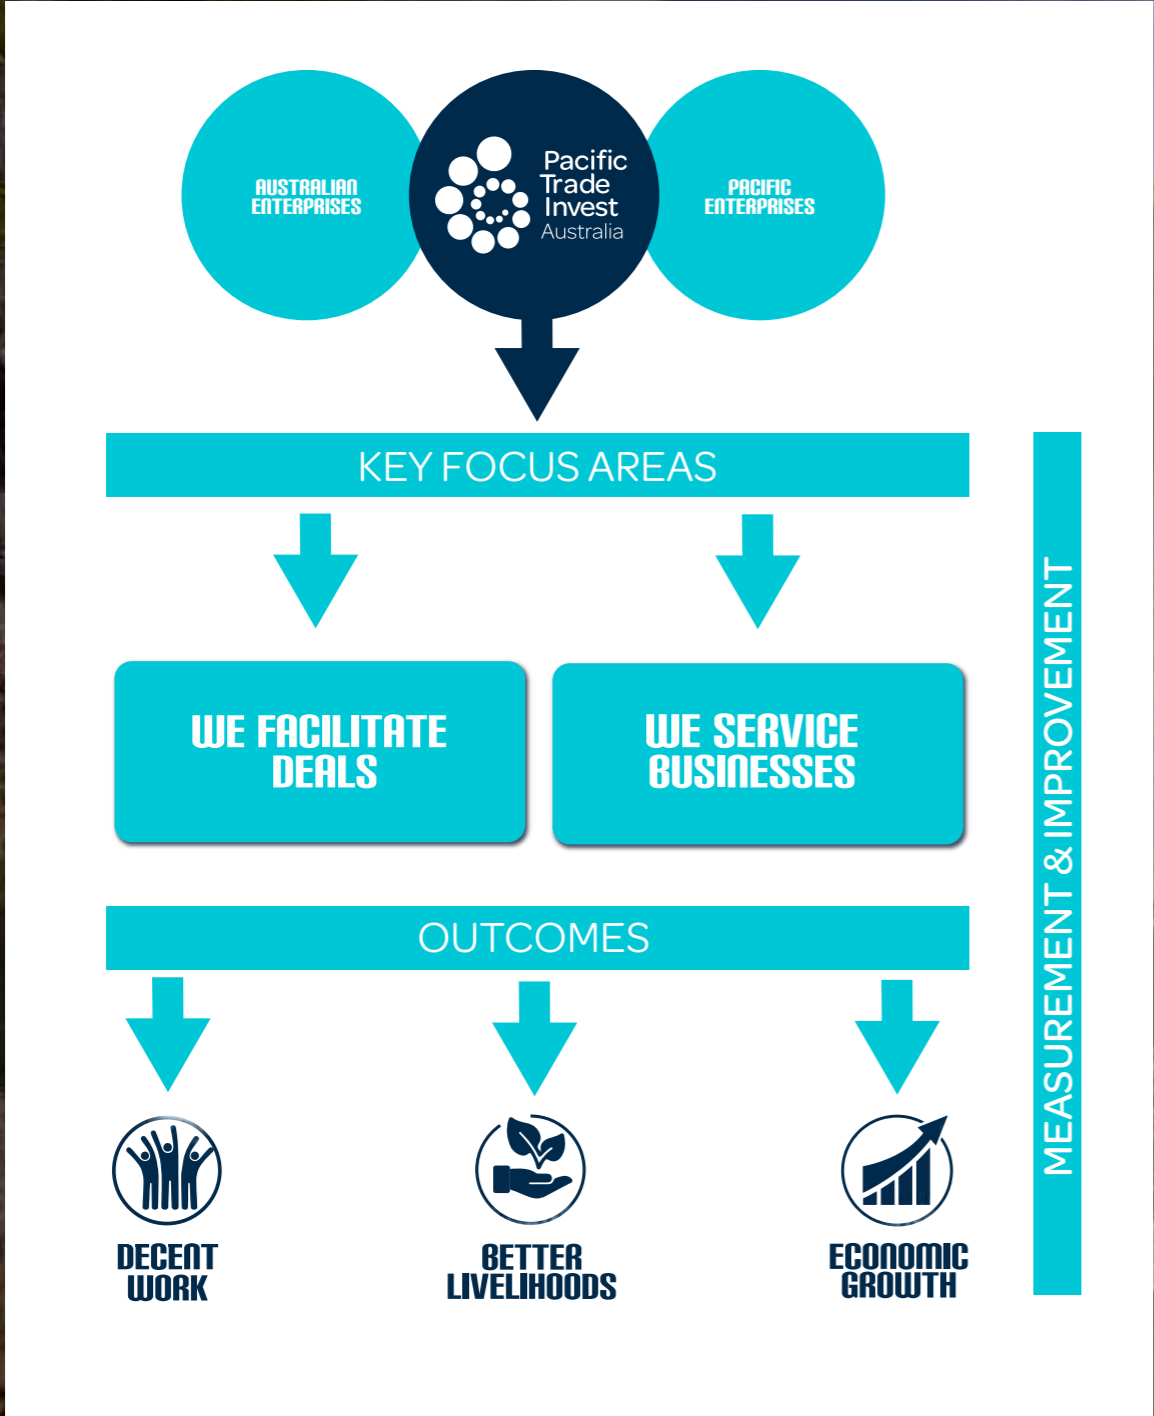 AUSTRALIAN
ENTERPRISES
Pacific
Trade
Invest
Australia
PACIFIC
ENTERPRISES
KEY FOCUS AREAS
WE FACILITATE
DEALS
WE SERVICE
BUSINESSES
OUTCOMES
DECENT
WORK
BETTER
LIVELIHOODS
ECONOMIC
GROWTH
MEASUREMENT & IMPROVEMENT